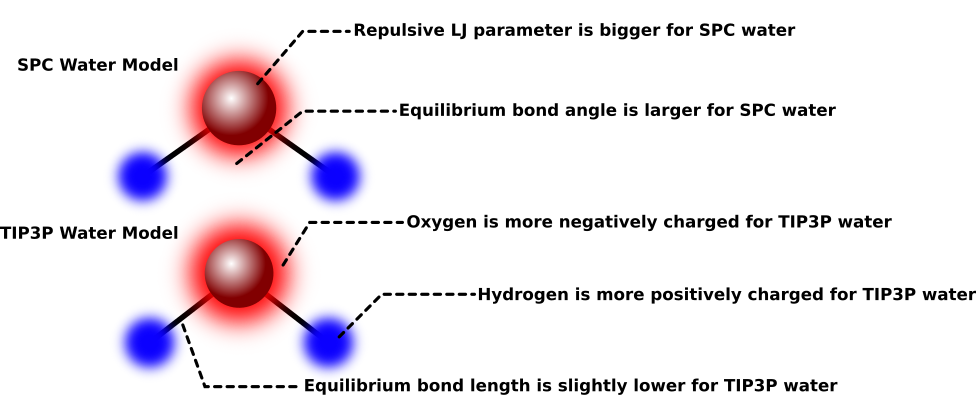 Repulsive LJ parameter is bigger for SPC water
SPC Water Model
Equilibrium bond angle is larger for SPC water
Oxygen is more negatively charged for TIP3P water
TIP3P Water Model
Hydrogen is more positively charged for TIP3P water
Equilibrium bond length is slightly lower for TIP3P water